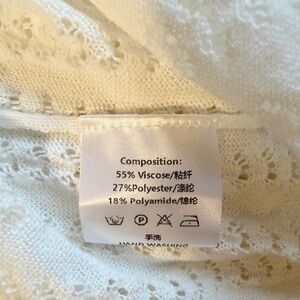 Composition:
55% Viscose/粘纤
27%Polyester/涤纶
18% Polyamide/锦纶
P
手洗
HAND WASHING